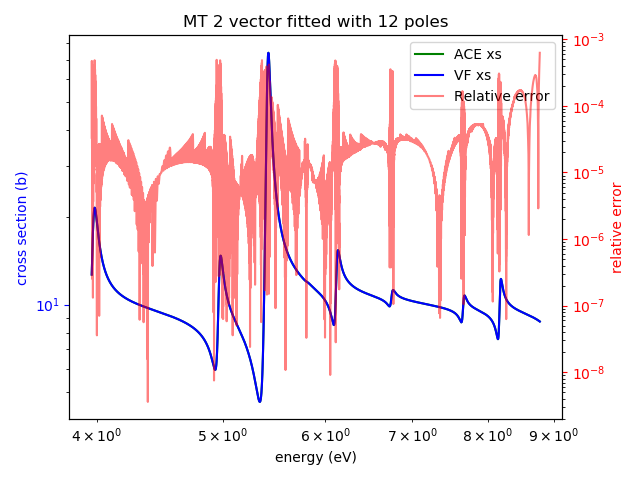 MT 2 vector fitted with 12 poles
ACE xs
VF xs
Relative error
cross section (b)
10¹
relative error
10⁻³
10⁻⁴
10⁻⁵
10⁻⁶
10⁻⁷
10⁻⁸
4 × 10⁰ 5 × 10⁰ 6 × 10⁰ 7 × 10⁰ 8 × 10⁰ 9 × 10⁰
energy (eV)